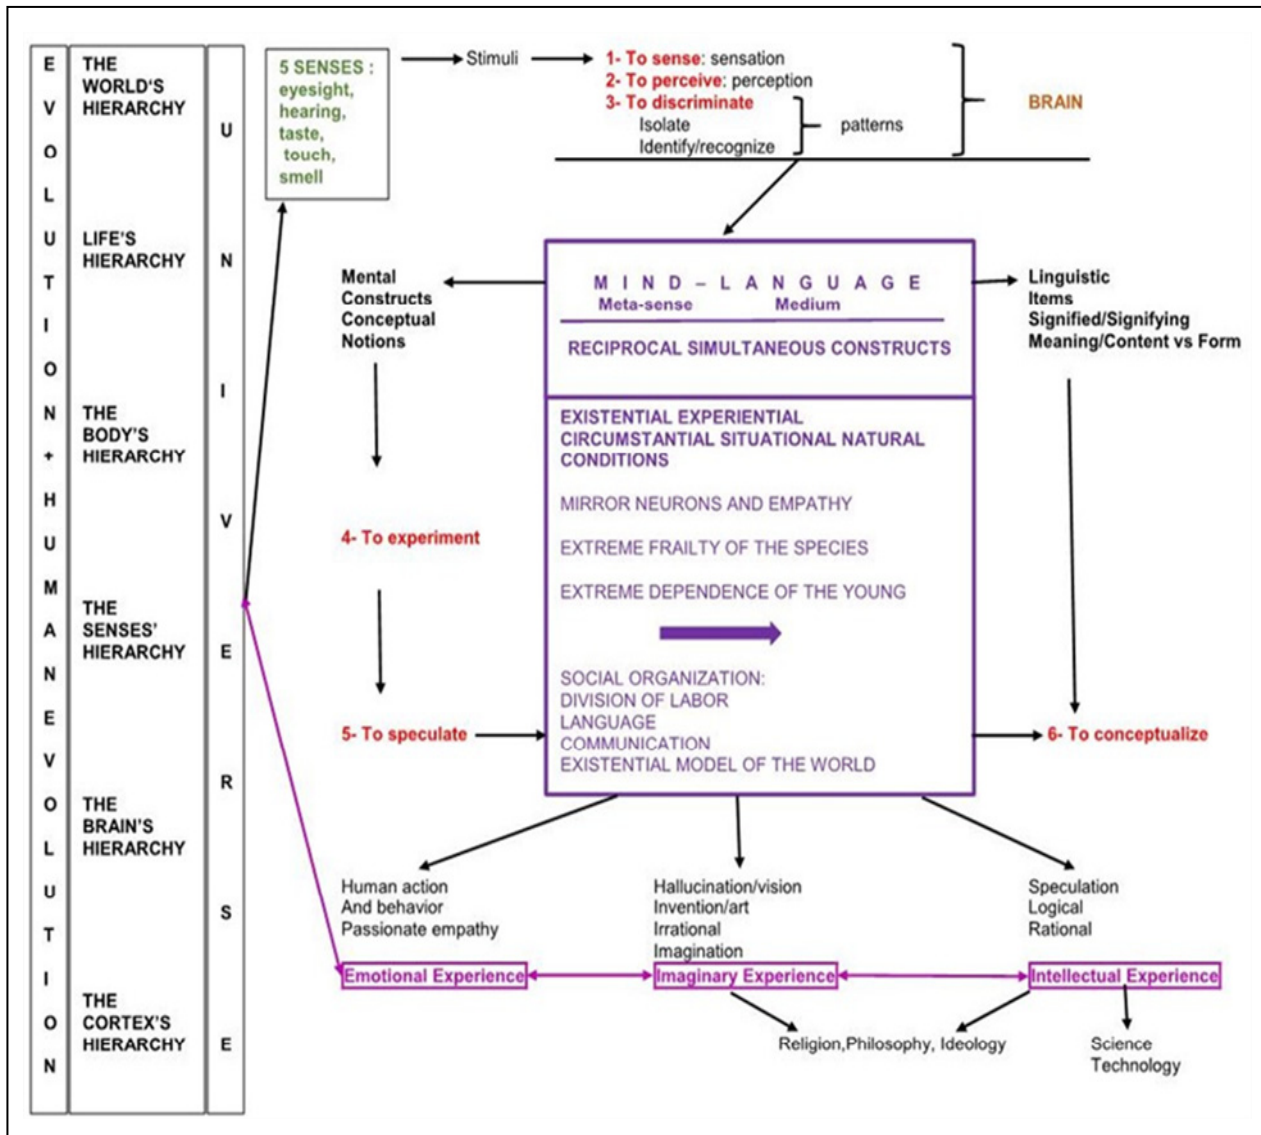 EVOLUTION + HUMAN EVOLUTION
THE
WORLD'S
HIERARCHY
LIFE'S
HIERARCHY
THE
BODY'S
HIERARCHY
THE
SENSES'
HIERARCHY
THE
BRAIN'S
HIERARCHY
THE
CORTEX'S
HIERARCHY
UNIVERSE
5 SENSES :
eyesight,
hearing,
taste,
touch,
smell
Stimuli
1- To sense: sensation
2- To perceive: perception
3- To discriminate
Isolate
Identify/recognize
patterns
BRAIN
Mental
Constructs
Conceptual
Notions
M I N D – L A N G U A G E
Meta-sense Medium
RECIPROCAL SIMULTANEOUS CONSTRUCTS
Linguistic
Items
Signified/Signifying
Meaning/Content vs Form
EXISTENTIAL EXPERIENTIAL
CIRCUMSTANTIAL SITUATIONAL NATURAL
CONDITIONS
MIRROR NEURONS AND EMPATHY
EXTREME FRAILTY OF THE SPECIES
EXTREME DEPENDENCE OF THE YOUNG
SOCIAL ORGANIZATION:
DIVISION OF LABOR
LANGUAGE
COMMUNICATION
EXISTENTIAL MODEL OF THE WORLD
4- To experiment
5- To speculate
6- To conceptualize
Human action
And behavior
Passionate empathy
Emotional Experience
Hallucination/vision
Invention/art
Irrational
Imagination
Imaginary Experience
Speculation
Logical
Rational
Intellectual Experience
Religion,Philosophy, Ideology
Science
Technology